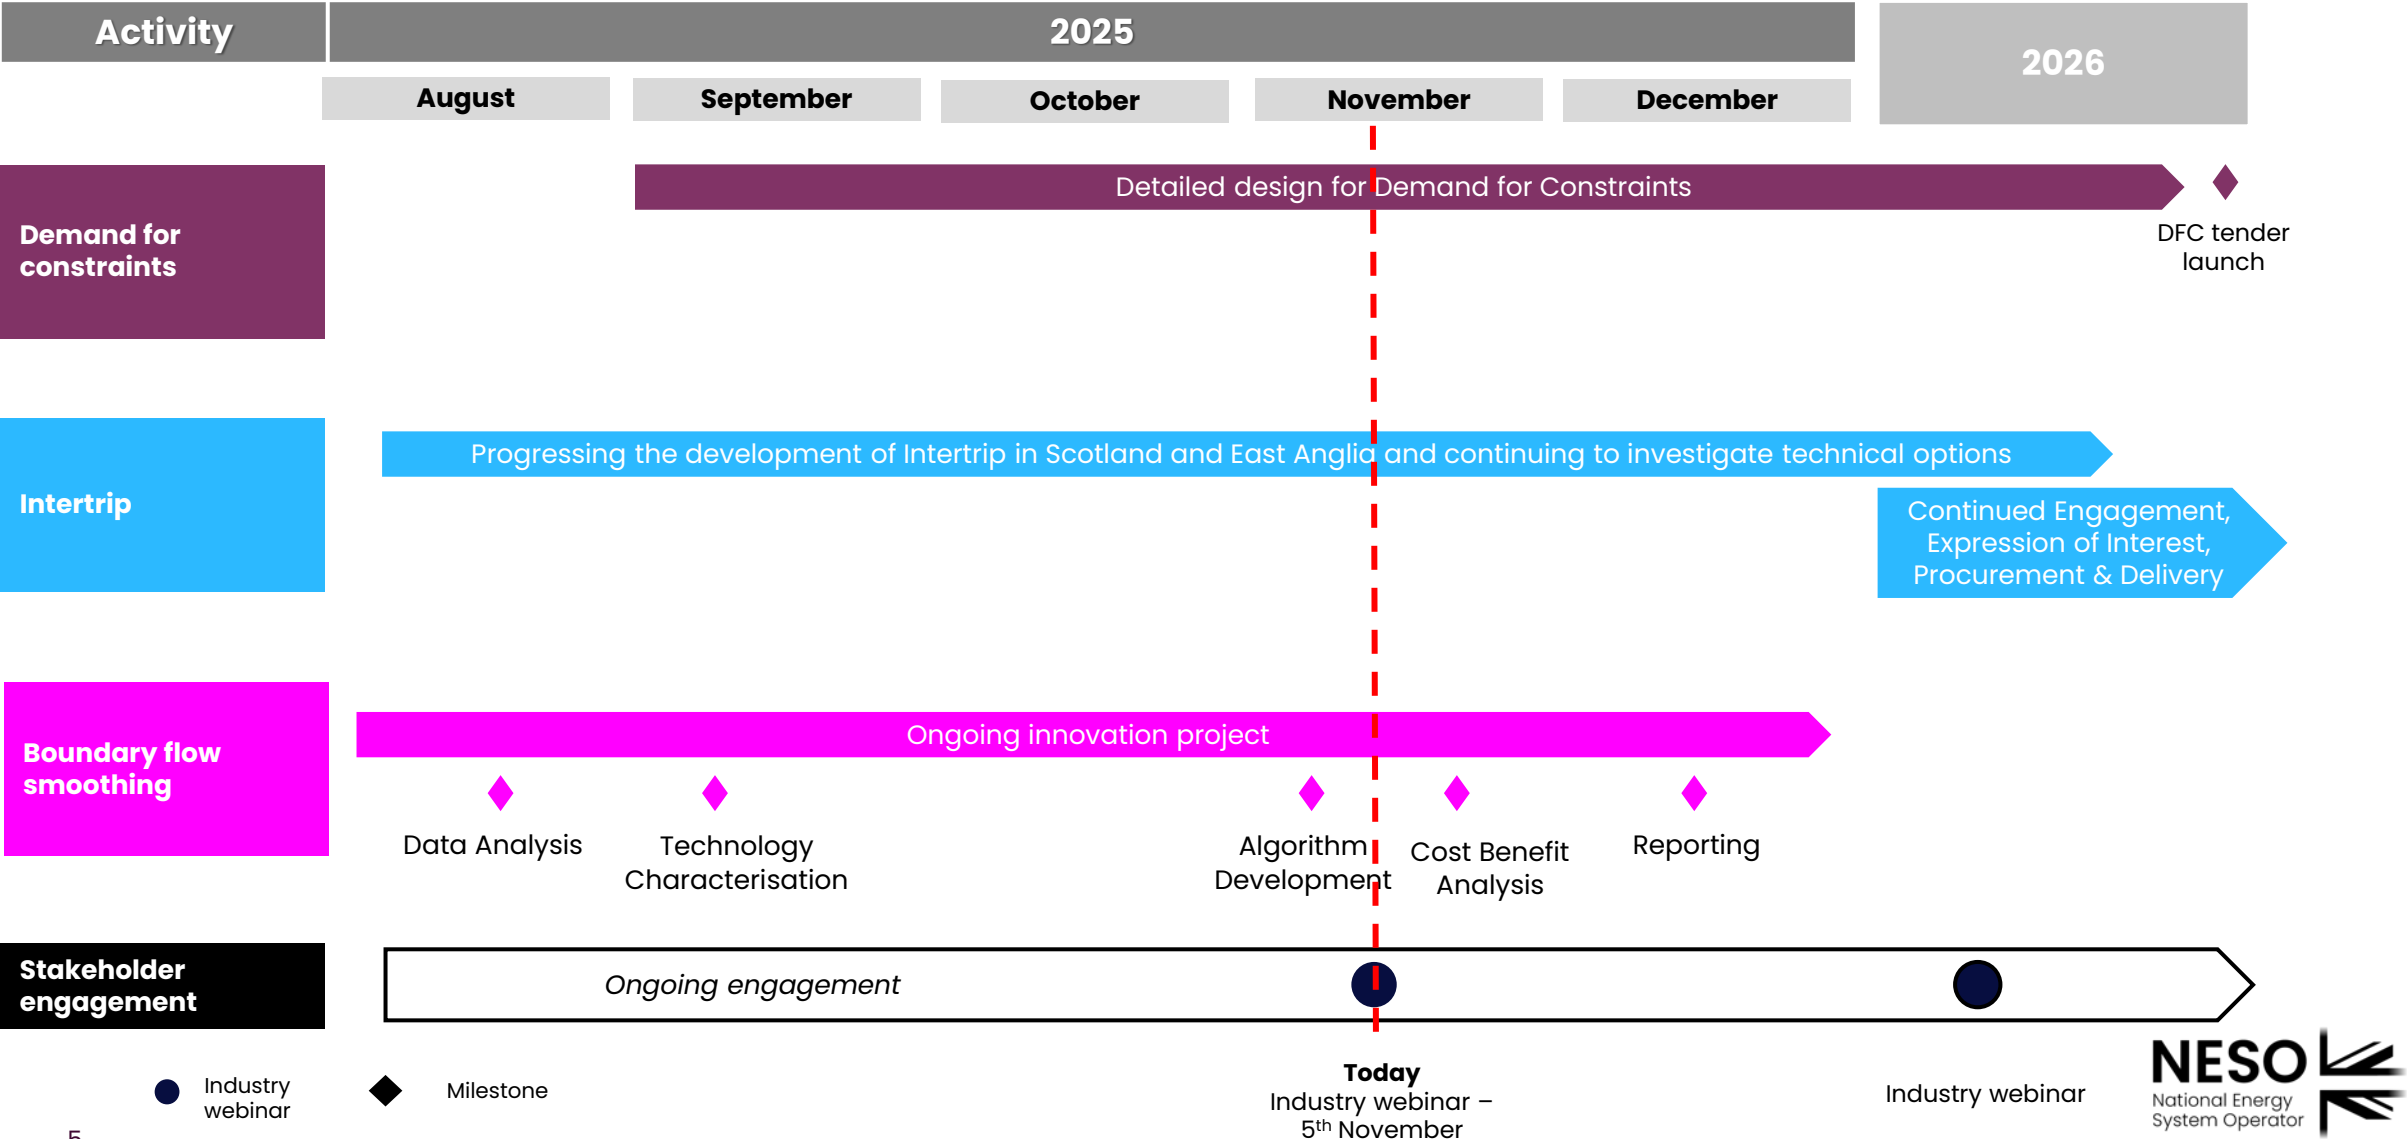 Activity
2025
2026
August
September
October
November
December
Demand for
constraints
Detailed design for Demand for Constraints
DFC tender
launch
Intertrip
Progressing the development of Intertrip in Scotland and East Anglia and continuing to investigate technical options
Continued Engagement,
Expression of Interest,
Procurement & Delivery
Boundary flow
smoothing
Ongoing innovation project
Data Analysis
Technology
Characterisation
Algorithm
Development
Cost Benefit
Analysis
Reporting
Stakeholder
engagement
Ongoing engagement
Industry
webinar
Milestone
Today
Industry webinar –
5th November
Industry webinar
NESO
National Energy
System Operator
5